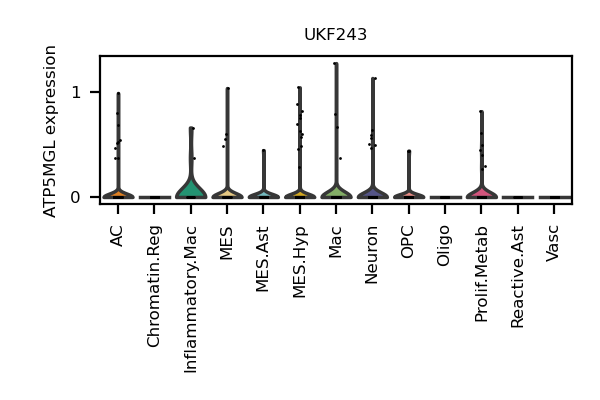 UKF243
ATP5MGL expression
1
0
AC
Chromatin.Reg
Inflammatory.Mac
MES
MES.Ast
MES.Hyp
Mac
Neuron
OPC
Oligo
Prolif.Metab
Reactive.Ast
Vasc